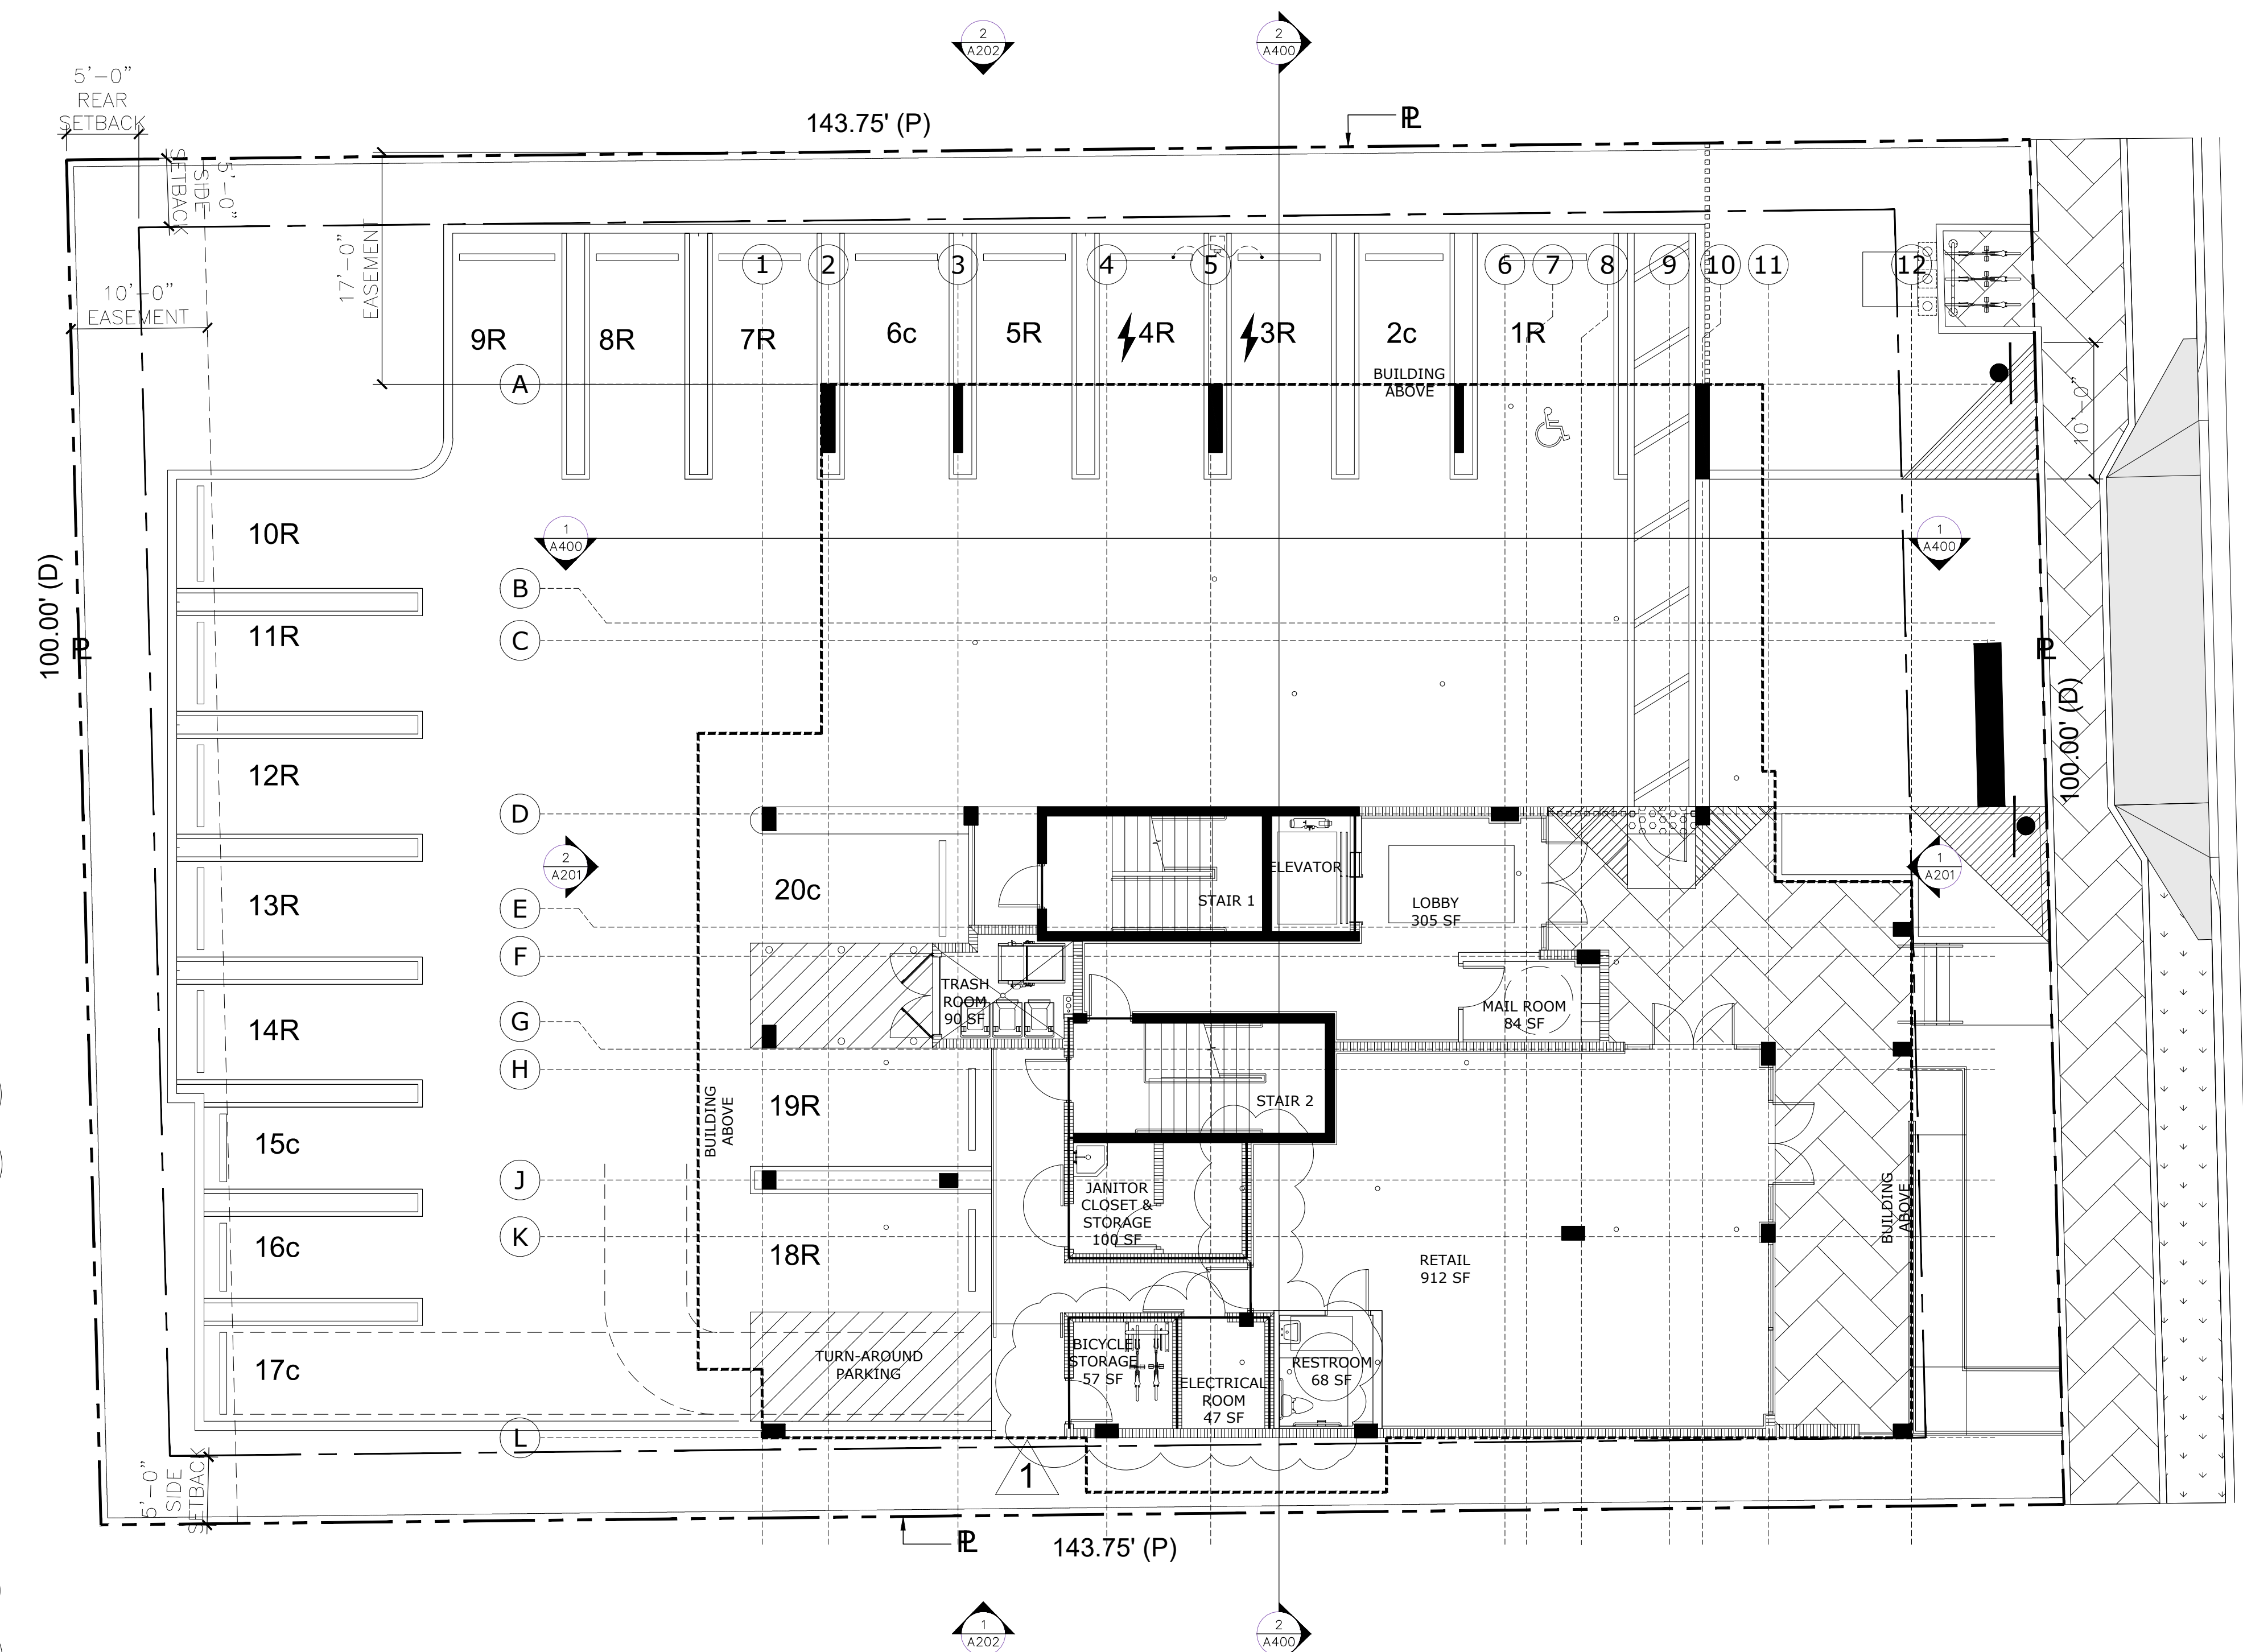 2
A202
2
A400
5'-0"
REAR
SETBACK
143.75' (P)
PL
5'-0"
SIDE
SETBACK
17'-0"
EASEMENT
10'-0"
EASEMENT
1
2
3
4
5
6
7
8
9
10
11
12
9R
8R
7R
6c
5R
4R
3R
2c
1R
BUILDING
ABOVE
A
10'-0"
10R
1
A400
1
A400
B
100.00' (D)
PL
11R
C
PL
100.00' (D)
12R
D
2
A201
20c
ELEVATOR
STAIR 1
LOBBY
305 SF
1
A201
13R
E
F
TRASH
ROOM
90 SF
MAIL ROOM
84 SF
14R
G
H
19R
BUILDING
ABOVE
STAIR 2
15c
J
JANITOR
CLOSET &
STORAGE
100 SF
BUILDING
ABOVE
16c
K
18R
RETAIL
912 SF
17c
TURN-AROUND
PARKING
BICYCLE
STORAGE
57 SF
ELECTRICAL
ROOM
47 SF
RESTROOM
68 SF
L
5'-0"
SIDE
SETBACK
1
PL
143.75' (P)
1
A202
2
A400